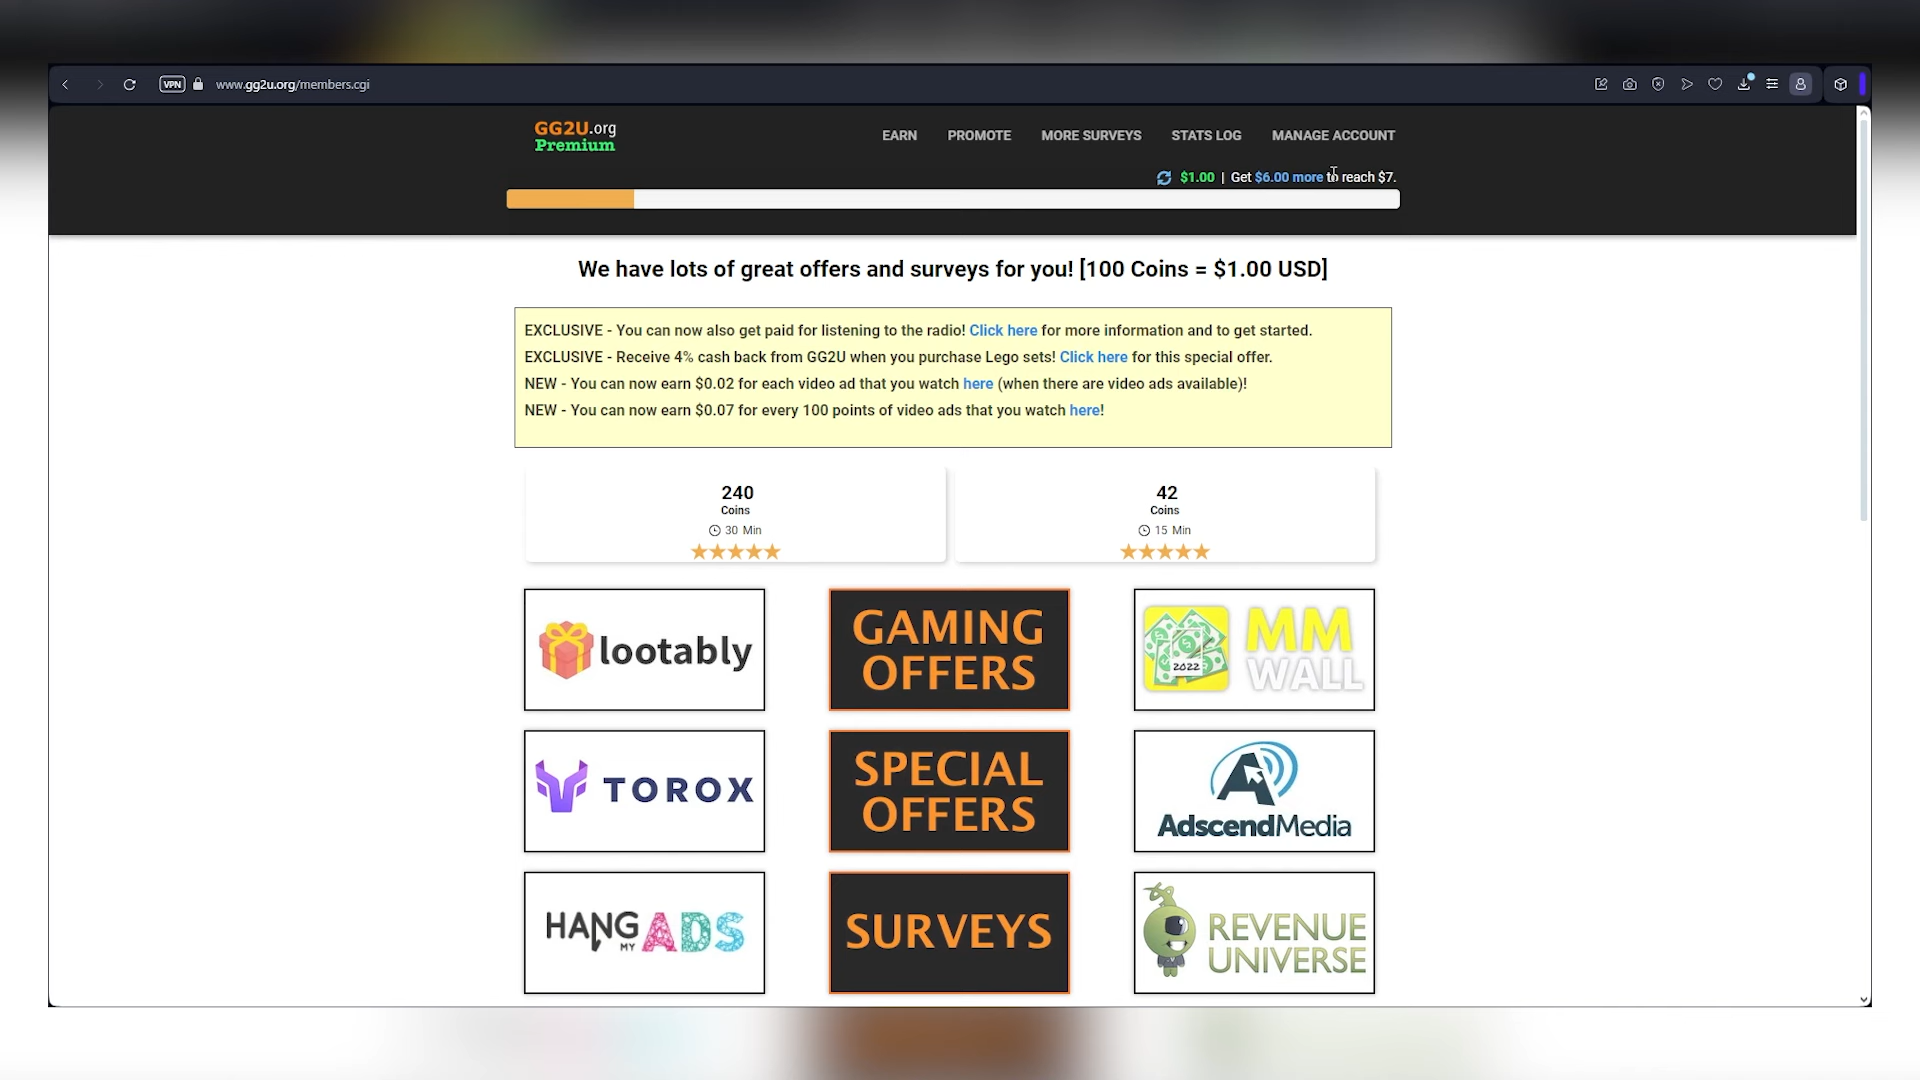 VPN www.gg2u.org/members.cgi
GG2U.org
Premium
EARN PROMOTE MORE SURVEYS STATS LOG MANAGE ACCOUNT
$1.00 | Get $6.00 more to reach $7.
We have lots of great offers and surveys for you! [100 Coins = $1.00 USD]
EXCLUSIVE - You can now also get paid for listening to the radio! Click here for more information and to get started.
EXCLUSIVE - Receive 4% cash back from GG2U when you purchase Lego sets! Click here for this special offer.
NEW - You can now earn $0.02 for each video ad that you watch here (when there are video ads available)!
NEW - You can now earn $0.07 for every 100 points of video ads that you watch here!
240
Coins
30 Min
42
Coins
15 Min
lootably
GAMING
OFFERS
2022
MM
WALL
TOROX
SPECIAL
OFFERS
AdscendMedia
HANG
MY
ADS
SURVEYS
REVENUE
UNIVERSE